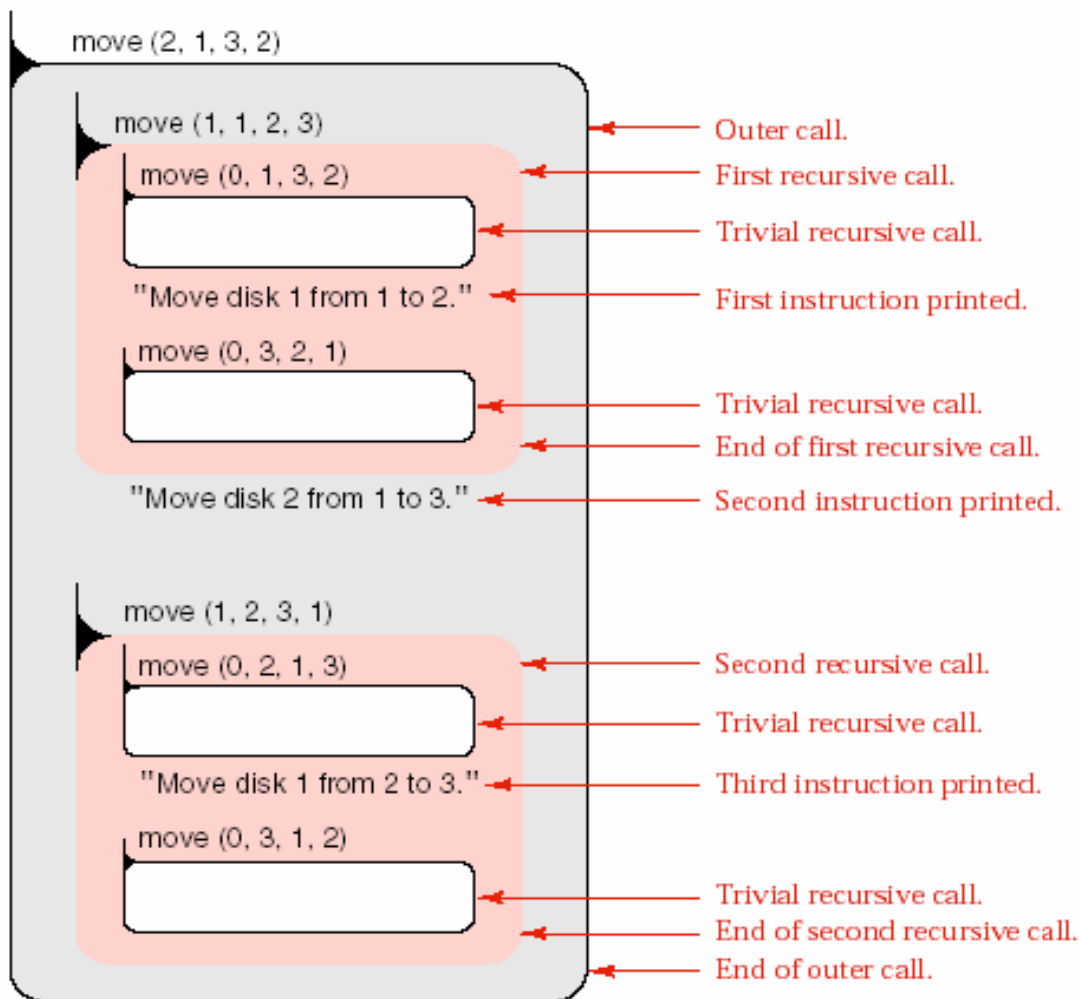 move (2, 1, 3, 2)
move (1, 1, 2, 3)
Outer call.
move (0, 1, 3, 2)
First recursive call.
Trivial recursive call.
"Move disk 1 from 1 to 2."
First instruction printed.
move (0, 3, 2, 1)
Trivial recursive call.
End of first recursive call.
"Move disk 2 from 1 to 3."
Second instruction printed.
move (1, 2, 3, 1)
move (0, 2, 1, 3)
Second recursive call.
Trivial recursive call.
"Move disk 1 from 2 to 3."
Third instruction printed.
move (0, 3, 1, 2)
Trivial recursive call.
End of second recursive call.
End of outer call.